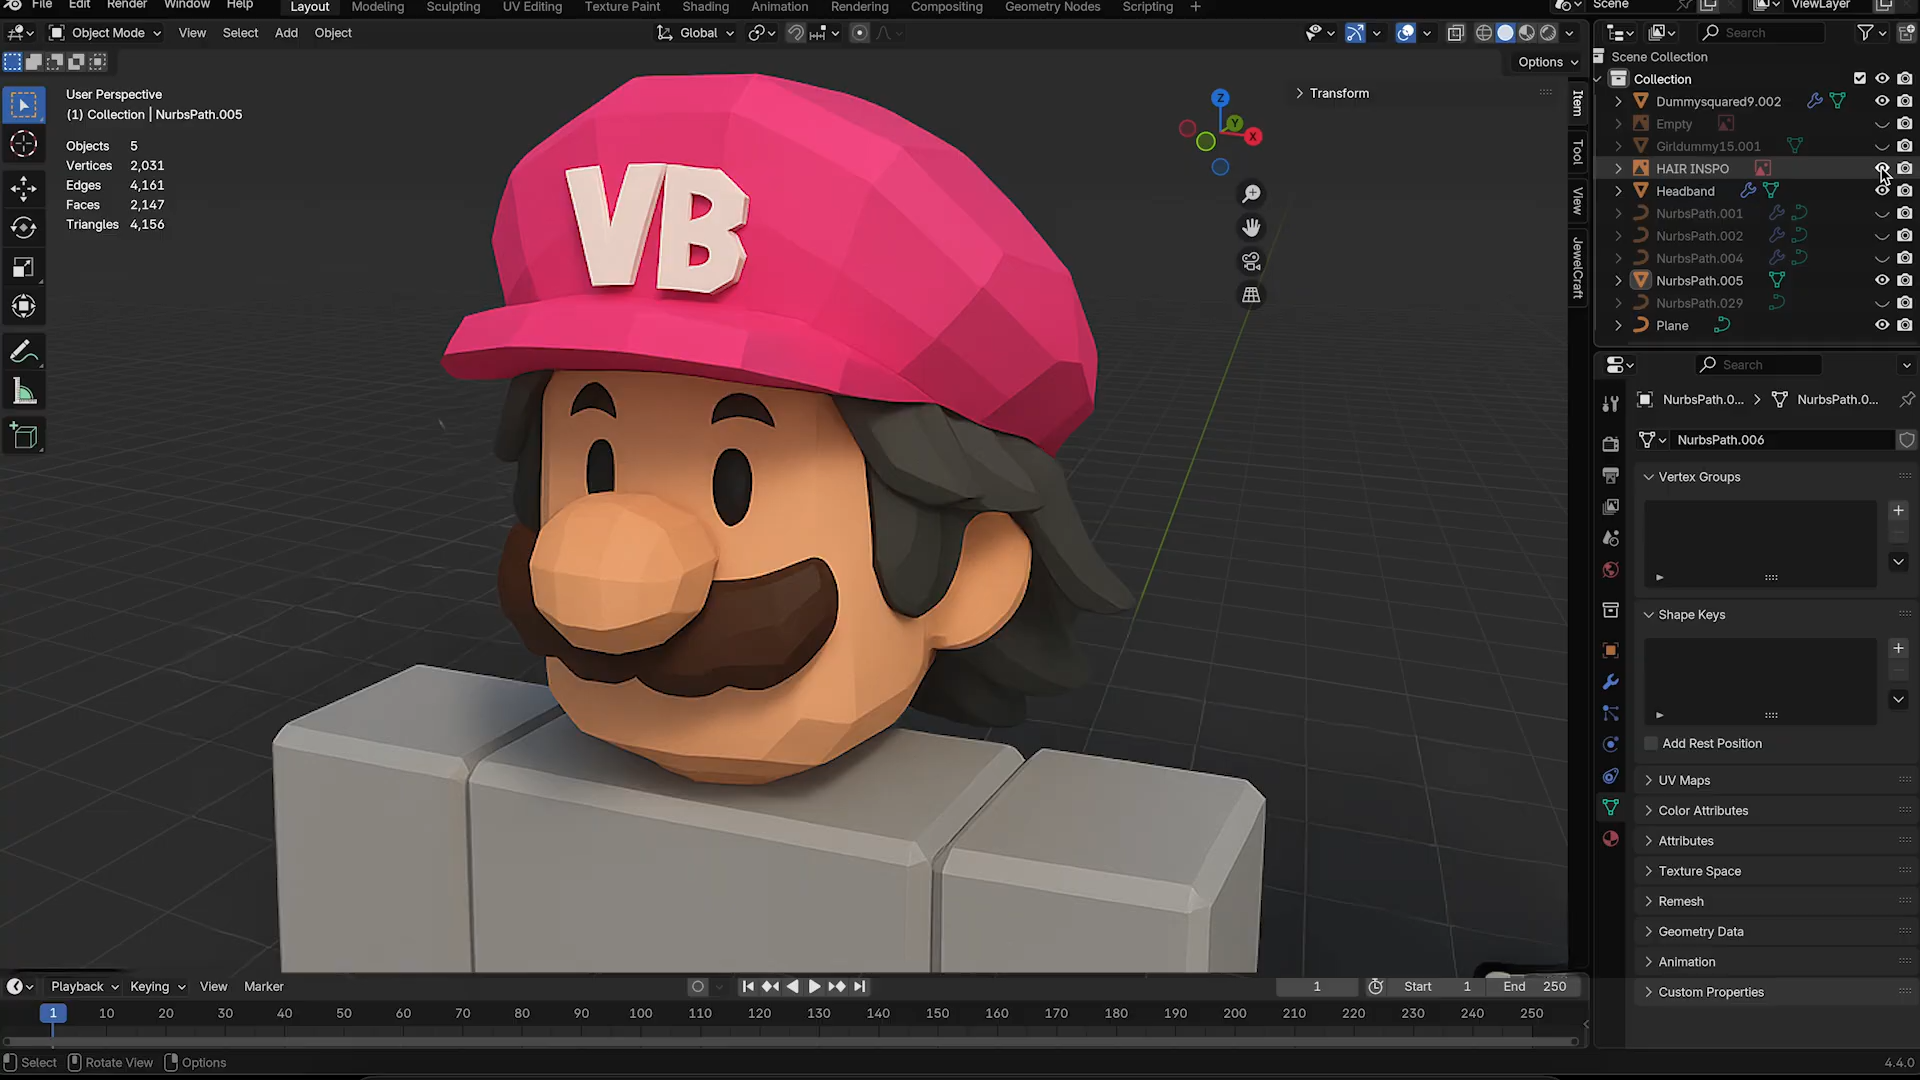 File Edit Render Window Help Layout Modeling Sculpting UV Editing Texture Paint Shading Animation Rendering Compositing Geometry Nodes Scripting + Scene ViewLayer
Object Mode View Select Add Object Global Search
Options
User Perspective
(1) Collection | NurbsPath.005
Objects 5
Vertices 2,031
Edges 4,161
Faces 2,147
Triangles 4,156
VB
Z
Y
X
Transform
Item
Tool
View
JewelCraft
Scene Collection
Collection
Dummysquared9.002
Empty
Girldummy15.001
HAIR INSPO
Headband
NurbsPath.001
NurbsPath.002
NurbsPath.004
NurbsPath.005
NurbsPath.029
Plane
Search
NurbsPath.0... NurbsPath.0...
NurbsPath.006
Vertex Groups
Shape Keys
Add Rest Position
UV Maps
Color Attributes
Attributes
Texture Space
Remesh
Geometry Data
Animation
Custom Properties
Playback Keying View Marker 1 Start 1 End 250
1 10 20 30 40 50 60 70 80 90 100 110 120 130 140 150 160 170 180 190 200 210 220 230 240 250
Select Rotate View Options 4.4.0